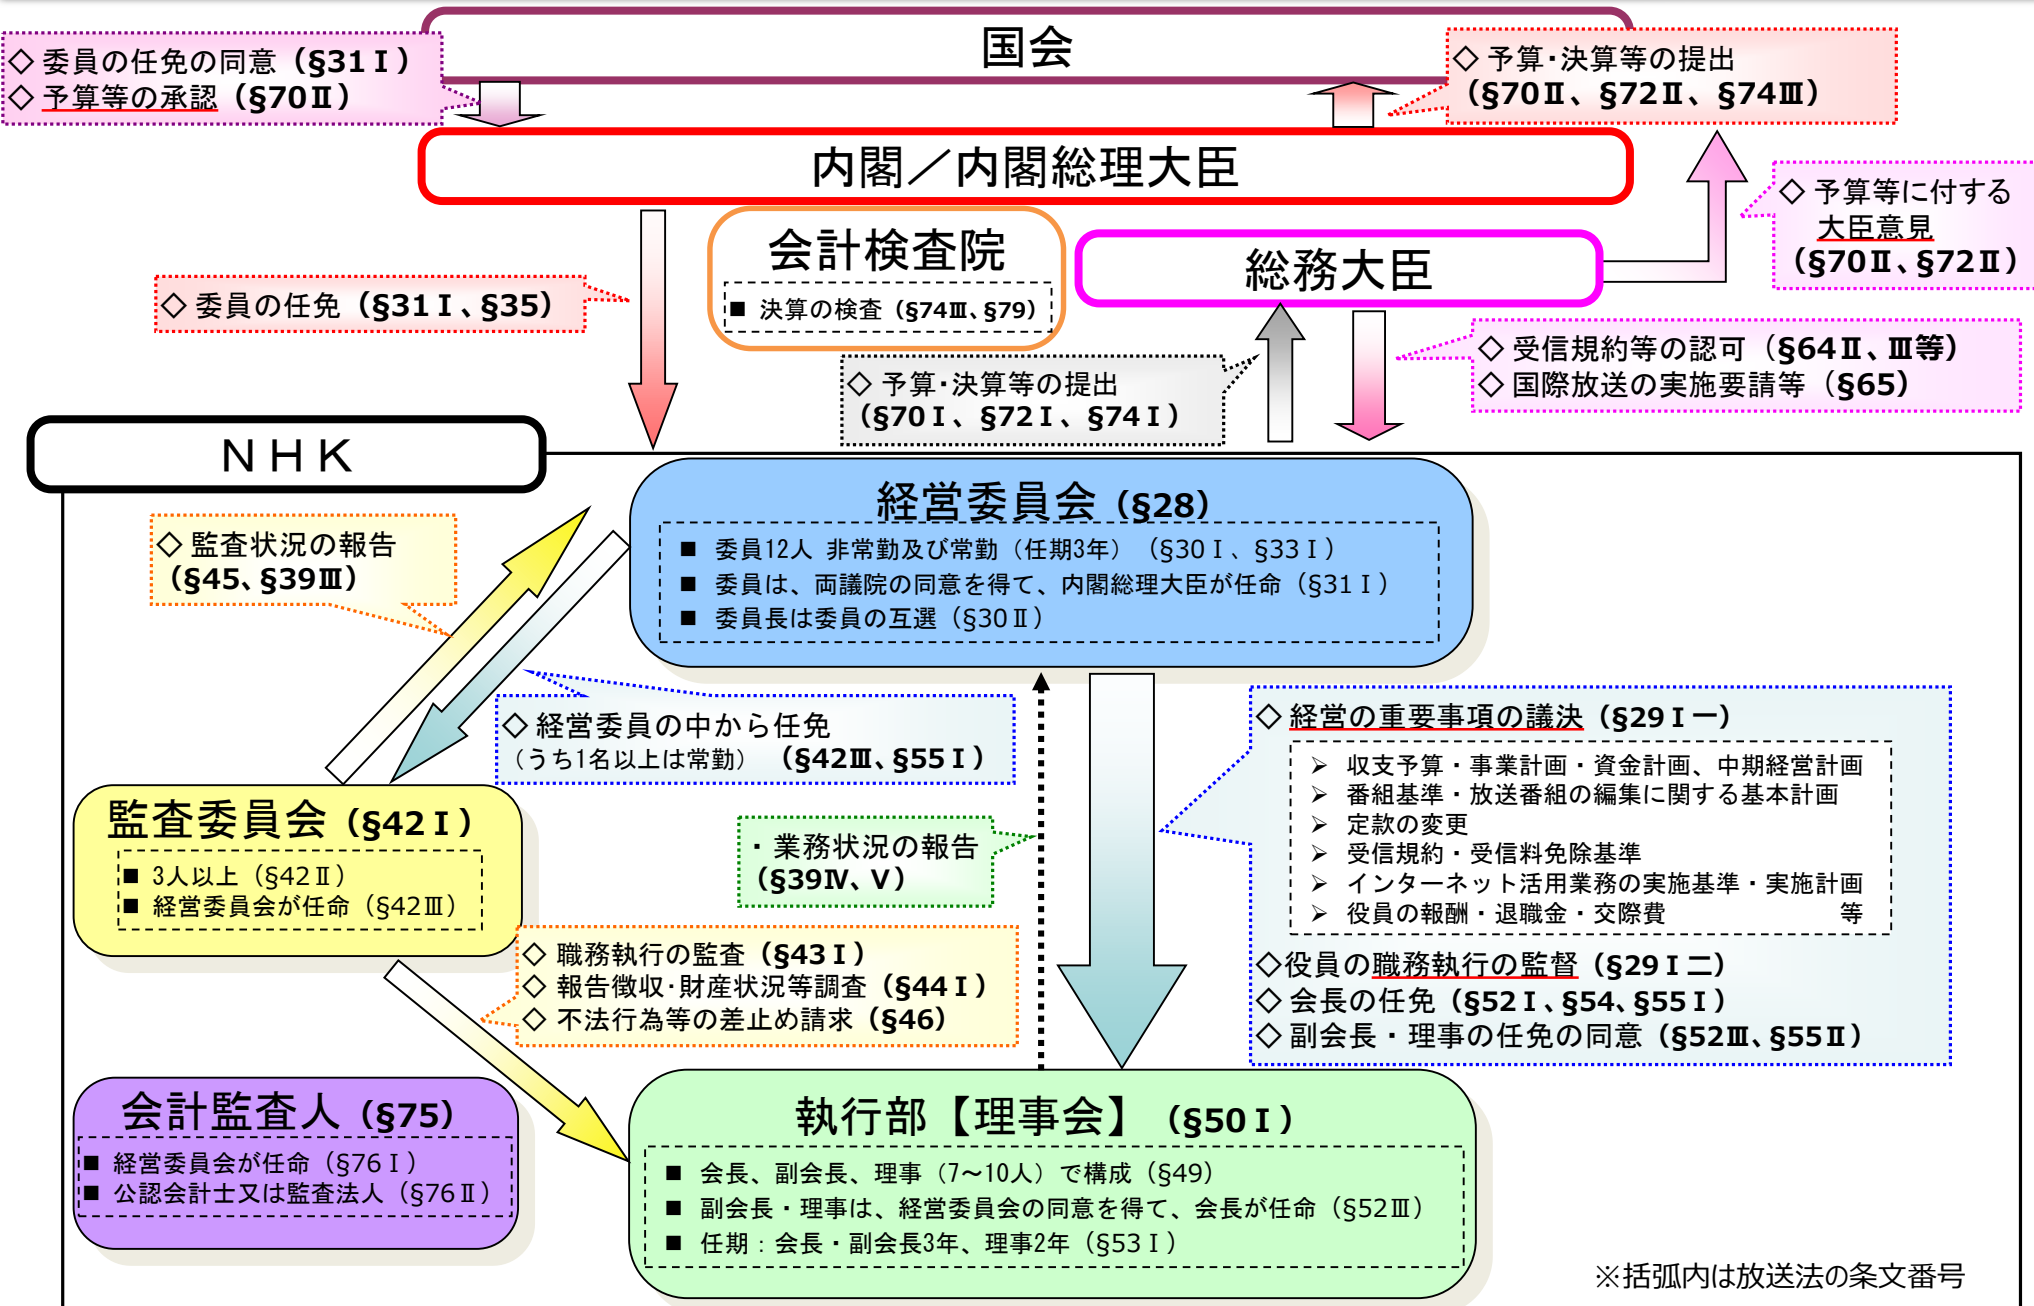 国会
◇ 委員の任免の同意（§31Ⅰ）
◇ 予算等の承認（§70Ⅱ）
◇ 予算･決算等の提出
（§70Ⅱ、§72Ⅱ、§74Ⅲ）
内閣／内閣総理大臣
◇ 予算等に付する
大臣意見
（§70Ⅱ、§72Ⅱ）
会計検査院
■ 決算の検査（§74Ⅲ、§79）
総務大臣
◇ 委員の任免（§31Ⅰ、§35）
◇ 受信規約等の認可（§64Ⅱ、Ⅲ等）
◇ 国際放送の実施要請等（§65）
◇ 予算･決算等の提出
（§70Ⅰ、§72Ⅰ、§74Ⅰ）
ＮＨＫ
経営委員会（§28）
■ 委員12人 非常勤及び常勤（任期3年）（§30Ⅰ、§33Ⅰ）
■ 委員は、両議院の同意を得て、内閣総理大臣が任命（§31Ⅰ）
■ 委員長は委員の互選（§30Ⅱ）
◇ 監査状況の報告
（§45、§39Ⅲ）
◇ 経営委員の中から任免
（うち1名以上は常勤）（§42Ⅲ、§55Ⅰ）
◇ 経営の重要事項の議決（§29Ⅰ一）
➢ 収支予算・事業計画・資金計画、中期経営計画
➢ 番組基準・放送番組の編集に関する基本計画
➢ 定款の変更
➢ 受信規約・受信料免除基準
➢ インターネット活用業務の実施基準・実施計画
➢ 役員の報酬・退職金・交際費 等
◇役員の職務執行の監督（§29Ⅰ二）
◇ 会長の任免（§52Ⅰ、§54、§55Ⅰ）
◇ 副会長・理事の任免の同意（§52Ⅲ、§55Ⅱ）
監査委員会（§42Ⅰ）
■ 3人以上（§42Ⅱ）
■ 経営委員会が任命（§42Ⅲ）
・業務状況の報告
（§39Ⅳ、Ⅴ）
◇ 職務執行の監査（§43Ⅰ）
◇ 報告徴収･財産状況等調査（§44Ⅰ）
◇ 不法行為等の差止め請求（§46）
会計監査人（§75）
■ 経営委員会が任命（§76Ⅰ）
■ 公認会計士又は監査法人（§76Ⅱ）
執行部【理事会】（§50Ⅰ）
■ 会長、副会長、理事（7～10人）で構成（§49）
■ 副会長・理事は、経営委員会の同意を得て、会長が任命（§52Ⅲ）
■ 任期：会長・副会長3年、理事2年（§53Ⅰ）
※括弧内は放送法の条文番号